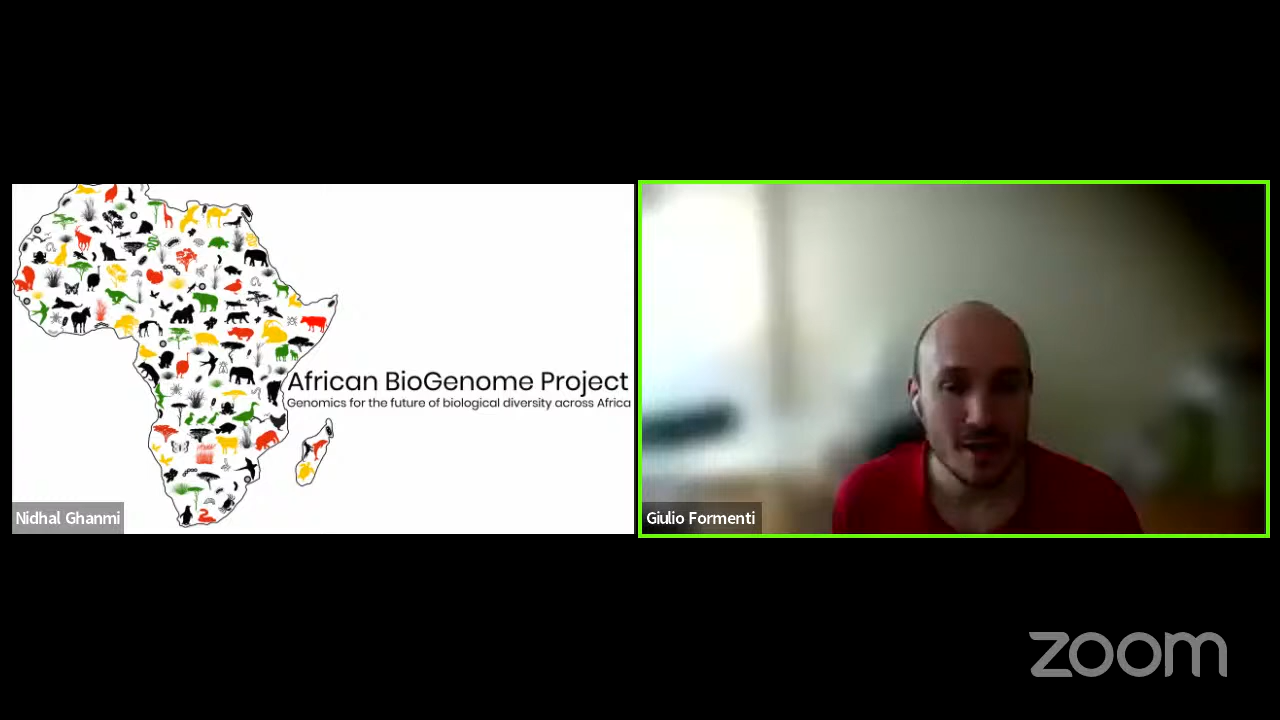 African BioGenome Project
Genomics for the future of biological diversity across Africa
Nidhal Ghanmi
Giulio Formenti
zoom